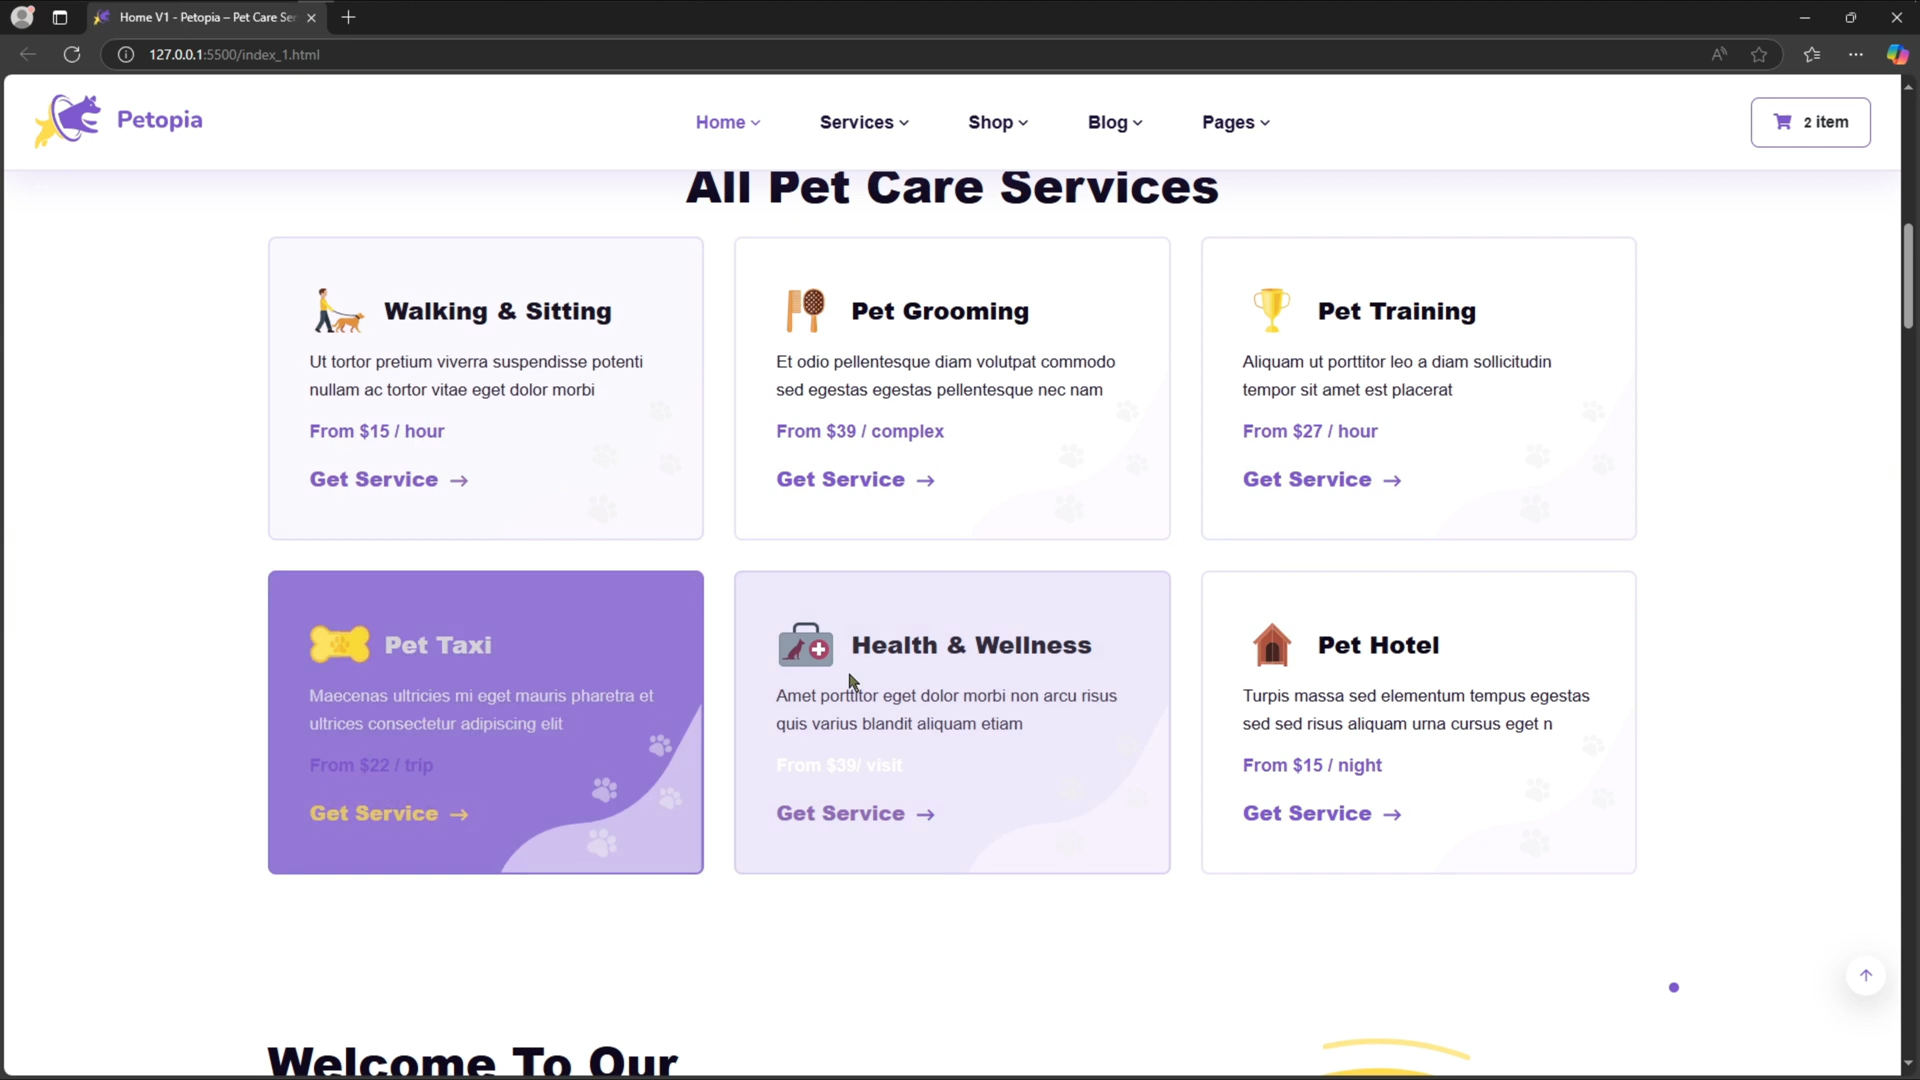 Home V1 - Petopia – Pet Care Ser
127.0.0.1:5500/index_1.html
Petopia
Home
Services
Shop
Blog
Pages
2 item
All Pet Care Services
Walking & Sitting
Ut tortor pretium viverra suspendisse potenti
nullam ac tortor vitae eget dolor morbi
From $15 / hour
Get Service →
Pet Grooming
Et odio pellentesque diam volutpat commodo
sed egestas egestas pellentesque nec nam
From $39 / complex
Get Service →
Pet Training
Aliquam ut porttitor leo a diam sollicitudin
tempor sit amet est placerat
From $27 / hour
Get Service →
Pet Taxi
Maecenas ultricies mi eget mauris pharetra et
ultrices consectetur adipiscing elit
From $22 / trip
Get Service →
Health & Wellness
Amet porttitor eget dolor morbi non arcu risus
quis varius blandit aliquam etiam
From $39/ visit
Get Service →
Pet Hotel
Turpis massa sed elementum tempus egestas
sed sed risus aliquam urna cursus eget n
From $15 / night
Get Service →
Welcome To Our